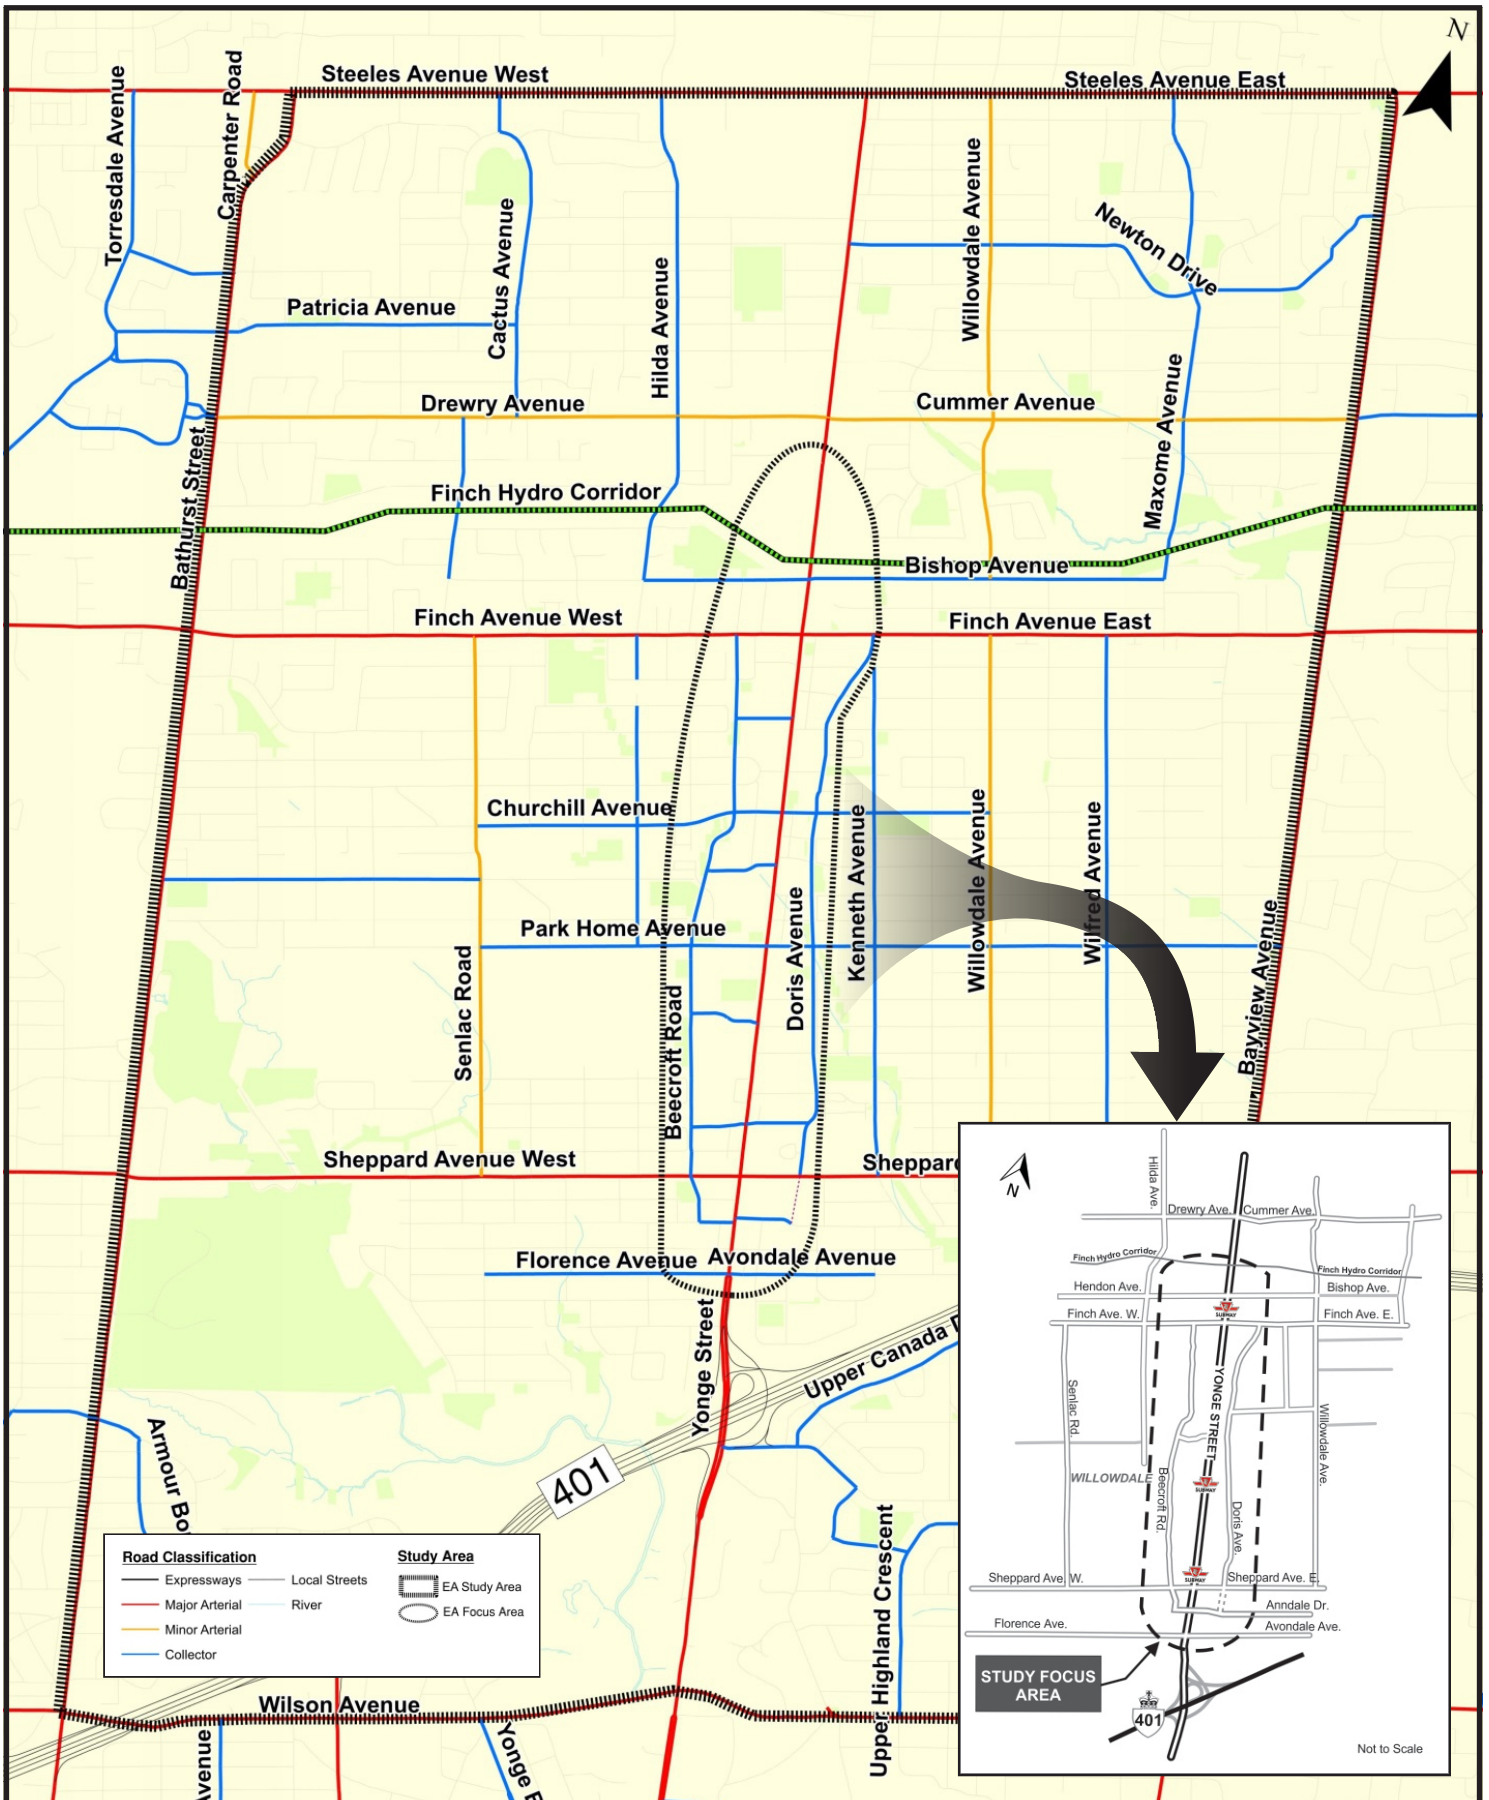 N
Steeles Avenue West
Steeles Avenue East
Torresdale Avenue
Carpenter Road
Cactus Avenue
Hilda Avenue
Willowdale Avenue
Newton Drive
Patricia Avenue
Drewry Avenue
Cummer Avenue
Maxome Avenue
Bathurst Street
Finch Hydro Corridor
Bishop Avenue
Finch Avenue West
Finch Avenue East
Churchill Avenue
Kenneth Avenue
Willowdale Avenue
Wilfred Avenue
Park Home Avenue
Doris Avenue
Senlac Road
Beecroft Road
Bayview Avenue
Sheppard Avenue West
Sheppard
Florence Avenue
Avondale Avenue
Yonge Street
Upper Canada
Armour
401
Upper Highland Crescent
Wilson Avenue
Avenue
Yonge
Road Classification
Expressways
Local Streets
Major Arterial
River
Minor Arterial
Collector
Study Area
EA Study Area
EA Focus Area
N
Hilda Ave.
Drewry Ave.
Cummer Ave.
Finch Hydro Corridor
Finch Hydro Corridor
Hendon Ave.
Bishop Ave.
SUBWAY
Finch Ave. W.
Finch Ave. E.
YONGE STREET
Senlac Rd.
Willowdale Ave.
WILLOWDALE
Beecroft Rd.
SUBWAY
Doris Ave.
SUBWAY
Sheppard Ave. W.
Sheppard Ave. E.
Anndale Dr.
Florence Ave.
Avondale Ave.
STUDY FOCUS
AREA
401
Not to Scale